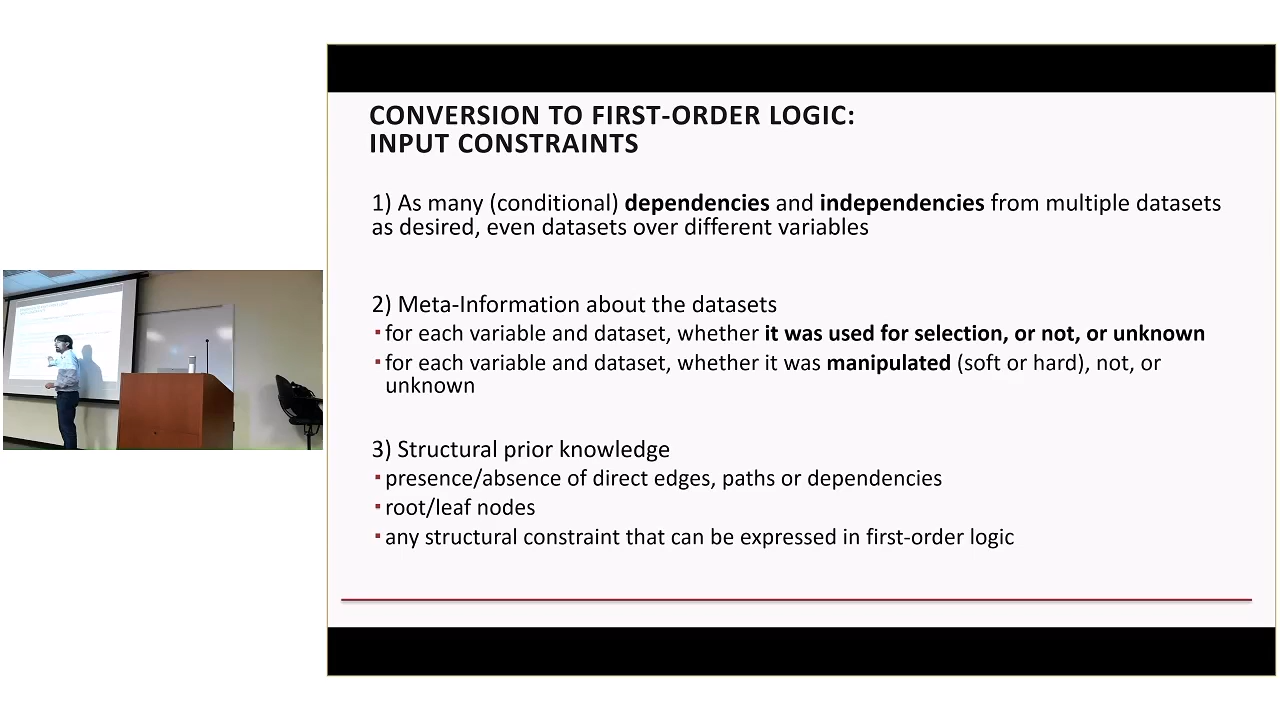 CONVERSION TO FIRST-ORDER LOGIC:
INPUT CONSTRAINTS
1) As many (conditional) dependencies and independencies from multiple datasets
as desired, even datasets over different variables
2) Meta-Information about the datasets
▪ for each variable and dataset, whether it was used for selection, or not, or unknown
▪ for each variable and dataset, whether it was manipulated (soft or hard), not, or
unknown
3) Structural prior knowledge
▪ presence/absence of direct edges, paths or dependencies
▪ root/leaf nodes
▪ any structural constraint that can be expressed in first-order logic